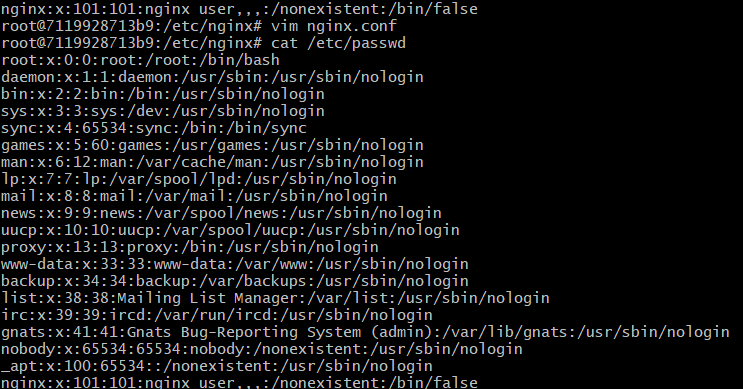 nginx:x:101:101:nginx user,,,:/nonexistent:/bin/false
root@7119928713b9:/etc/nginx# vim nginx.conf
root@7119928713b9:/etc/nginx# cat /etc/passwd
root:x:0:0:root:/root:/bin/bash
daemon:x:1:1:daemon:/usr/sbin:/usr/sbin/nologin
bin:x:2:2:bin:/bin:/usr/sbin/nologin
sys:x:3:3:sys:/dev:/usr/sbin/nologin
sync:x:4:65534:sync:/bin:/bin/sync
games:x:5:60:games:/usr/games:/usr/sbin/nologin
man:x:6:12:man:/var/cache/man:/usr/sbin/nologin
lp:x:7:7:lp:/var/spool/lpd:/usr/sbin/nologin
mail:x:8:8:mail:/var/mail:/usr/sbin/nologin
news:x:9:9:news:/var/spool/news:/usr/sbin/nologin
uucp:x:10:10:uucp:/var/spool/uucp:/usr/sbin/nologin
proxy:x:13:13:proxy:/bin:/usr/sbin/nologin
www-data:x:33:33:www-data:/var/www:/usr/sbin/nologin
backup:x:34:34:backup:/var/backups:/usr/sbin/nologin
list:x:38:38:Mailing List Manager:/var/list:/usr/sbin/nologin
irc:x:39:39:ircd:/var/run/ircd:/usr/sbin/nologin
gnats:x:41:41:Gnats Bug-Reporting System (admin):/var/lib/gnats:/usr/sbin/nologin
nobody:x:65534:65534:nobody:/nonexistent:/usr/sbin/nologin
_apt:x:100:65534::/nonexistent:/usr/sbin/nologin
nginx:x:101:101:nginx user,,,:/nonexistent:/bin/false